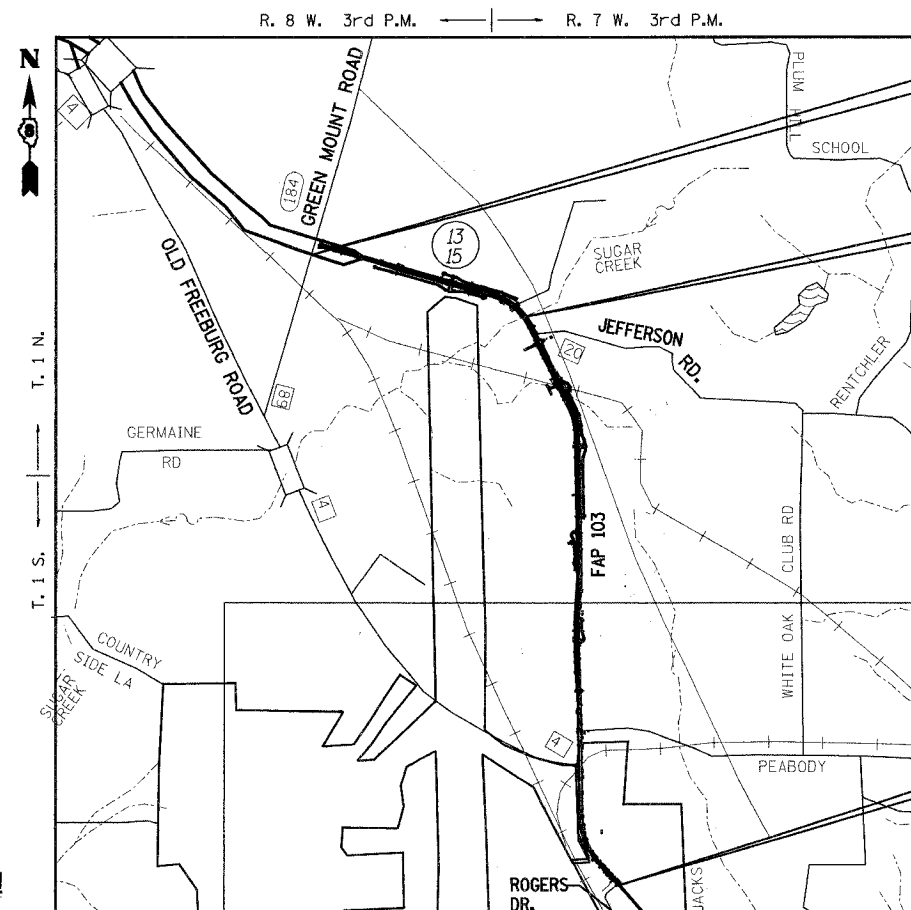 R. 8 W. 3rd P.M.
R. 7 W. 3rd P.M.
N
8
4
184
GREEN MOUNT ROAD
PLUM HILL
SCHOOL
13
15
SUGAR
CREEK
OLD FREEBURG ROAD
JEFFERSON
RD.
20
RENTCHLER
T. 1 N.
68
GERMAINE
RD
4
T. 1 S.
FAP 103
WHITE OAK CLUB RD
COUNTRY
SIDE LA
SUGAR
CREEK
4
PEABODY
JACKS
ROGERS
DR.